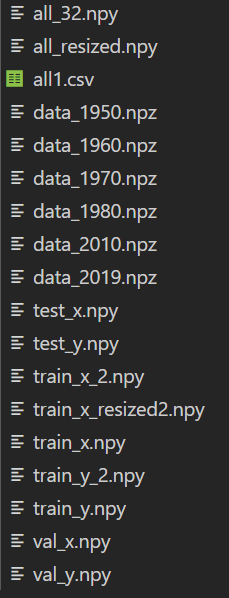 all_32.npy
all_resized.npy
all1.csv
data_1950.npz
data_1960.npz
data_1970.npz
data_1980.npz
data_2010.npz
data_2019.npz
test_x.npy
test_y.npy
train_x_2.npy
train_x_resized2.npy
train_x.npy
train_y_2.npy
train_y.npy
val_x.npy
val_y.npy